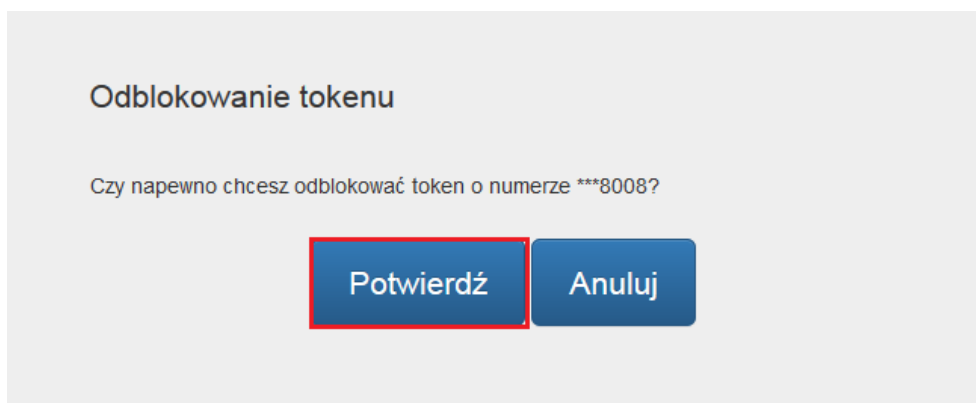 Odblokowanie tokenu
Czy napewno chcesz odblokować token o numerze ***8008?
Potwierdź Anuluj